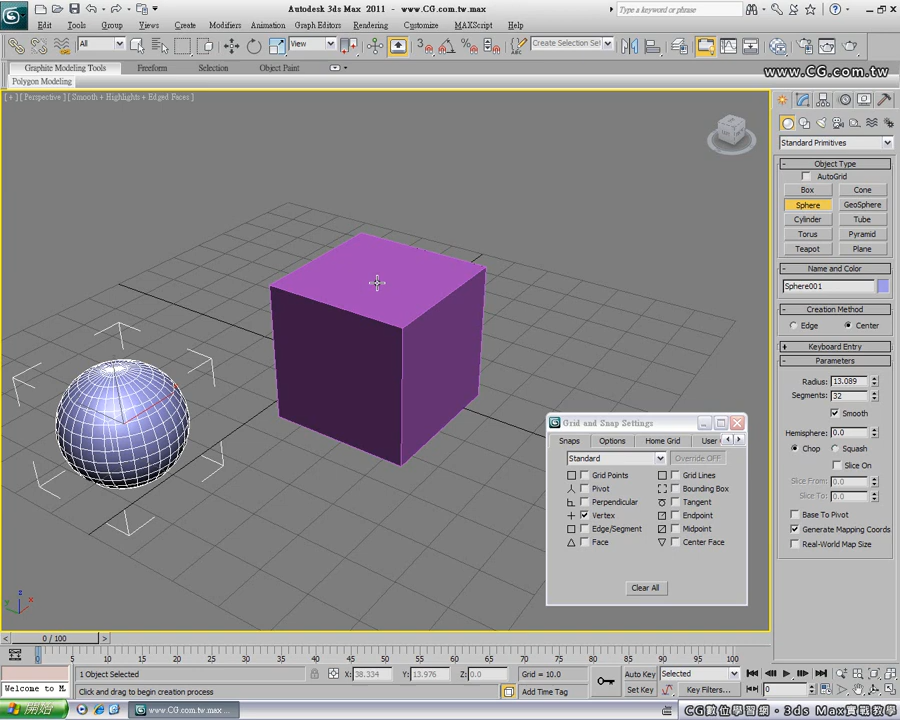 Autodesk 3ds Max 2011 - www.CG.com.tw.max
Type a keyword or phrase
Edit Tools Group Views Create Modifiers Animation Graph Editors Rendering Customize MAXScript Help
All View Create Selection Se
Graphite Modeling Tools Freeform Selection Object Paint
www.CG.com.tw
Polygon Modeling
[ + ] [ Perspective ] [ Smooth + Highlights + Edged Faces ]
Standard Primitives
- Object Type
AutoGrid
Box Cone
Sphere GeoSphere
Cylinder Tube
Torus Pyramid
Teapot Plane
- Name and Color
Sphere001
- Creation Method
Edge Center
+ Keyboard Entry
- Parameters
Radius: 13.089
Segments: 32
Smooth
Hemisphere: 0.0
Chop Squash
Slice On
Slice From: 0.0
Slice To: 0.0
Base To Pivot
Generate Mapping Coords
Real-World Map Size
Grid and Snap Settings
Snaps Options Home Grid User
Standard Override OFF
Grid Points Grid Lines
Pivot Bounding Box
Perpendicular Tangent
Vertex Endpoint
Edge/Segment Midpoint
Face Center Face
Clear All
z x y
< 0 / 100 >
0 5 10 15 20 25 30 35 40 45 50 55 60 65 70 75 80 85 90 95 100
1 Object Selected X: 38.334 Y: 13.976 Z: 0.0 Grid = 10.0 Auto Key Selected
Welcome to M Click and drag to begin creation process Add Time Tag Set Key Key Filters... 0
開始 www.CG.com.tw.max ... CG數位學習網-3ds Max實戰教學